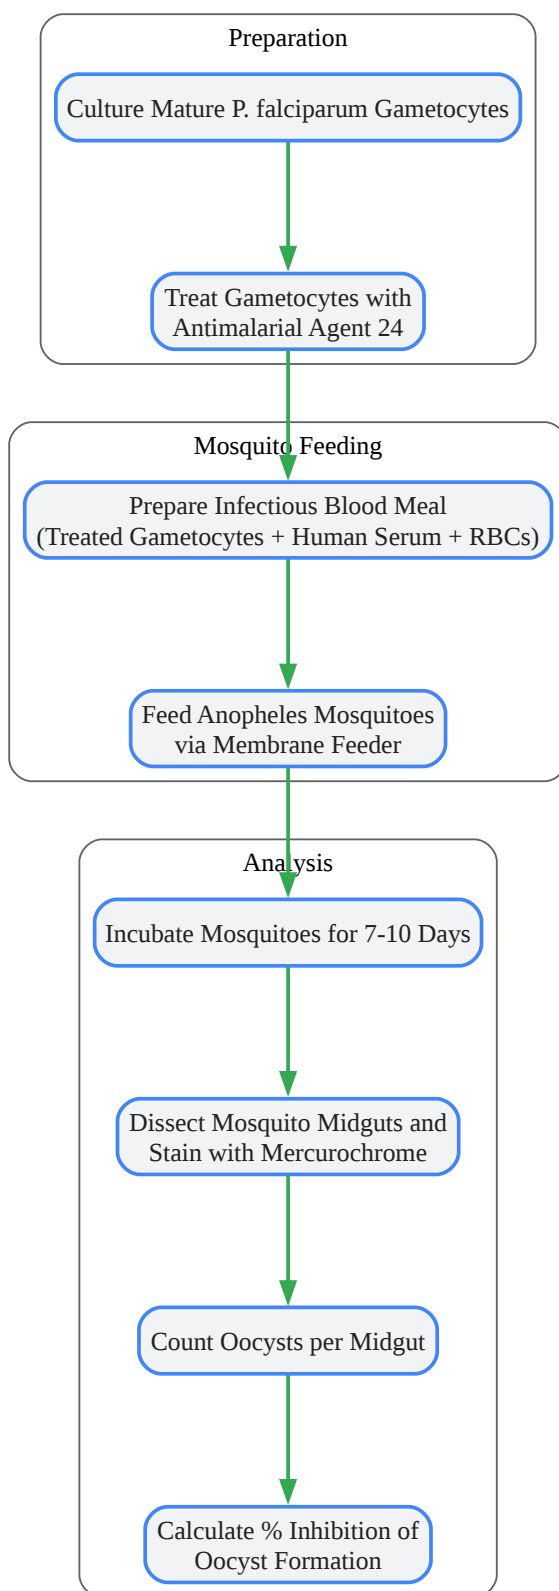 Preparation
Culture Mature P. falciparum Gametocytes
Treat Gametocytes with
Antimalarial Agent 24
Mosquito Feeding
Prepare Infectious Blood Meal
(Treated Gametocytes + Human Serum + RBCs)
Feed Anopheles Mosquitoes
via Membrane Feeder
Analysis
Incubate Mosquitoes for 7-10 Days
Dissect Mosquito Midguts and
Stain with Mercurochrome
Count Oocysts per Midgut
Calculate % Inhibition of
Oocyst Formation